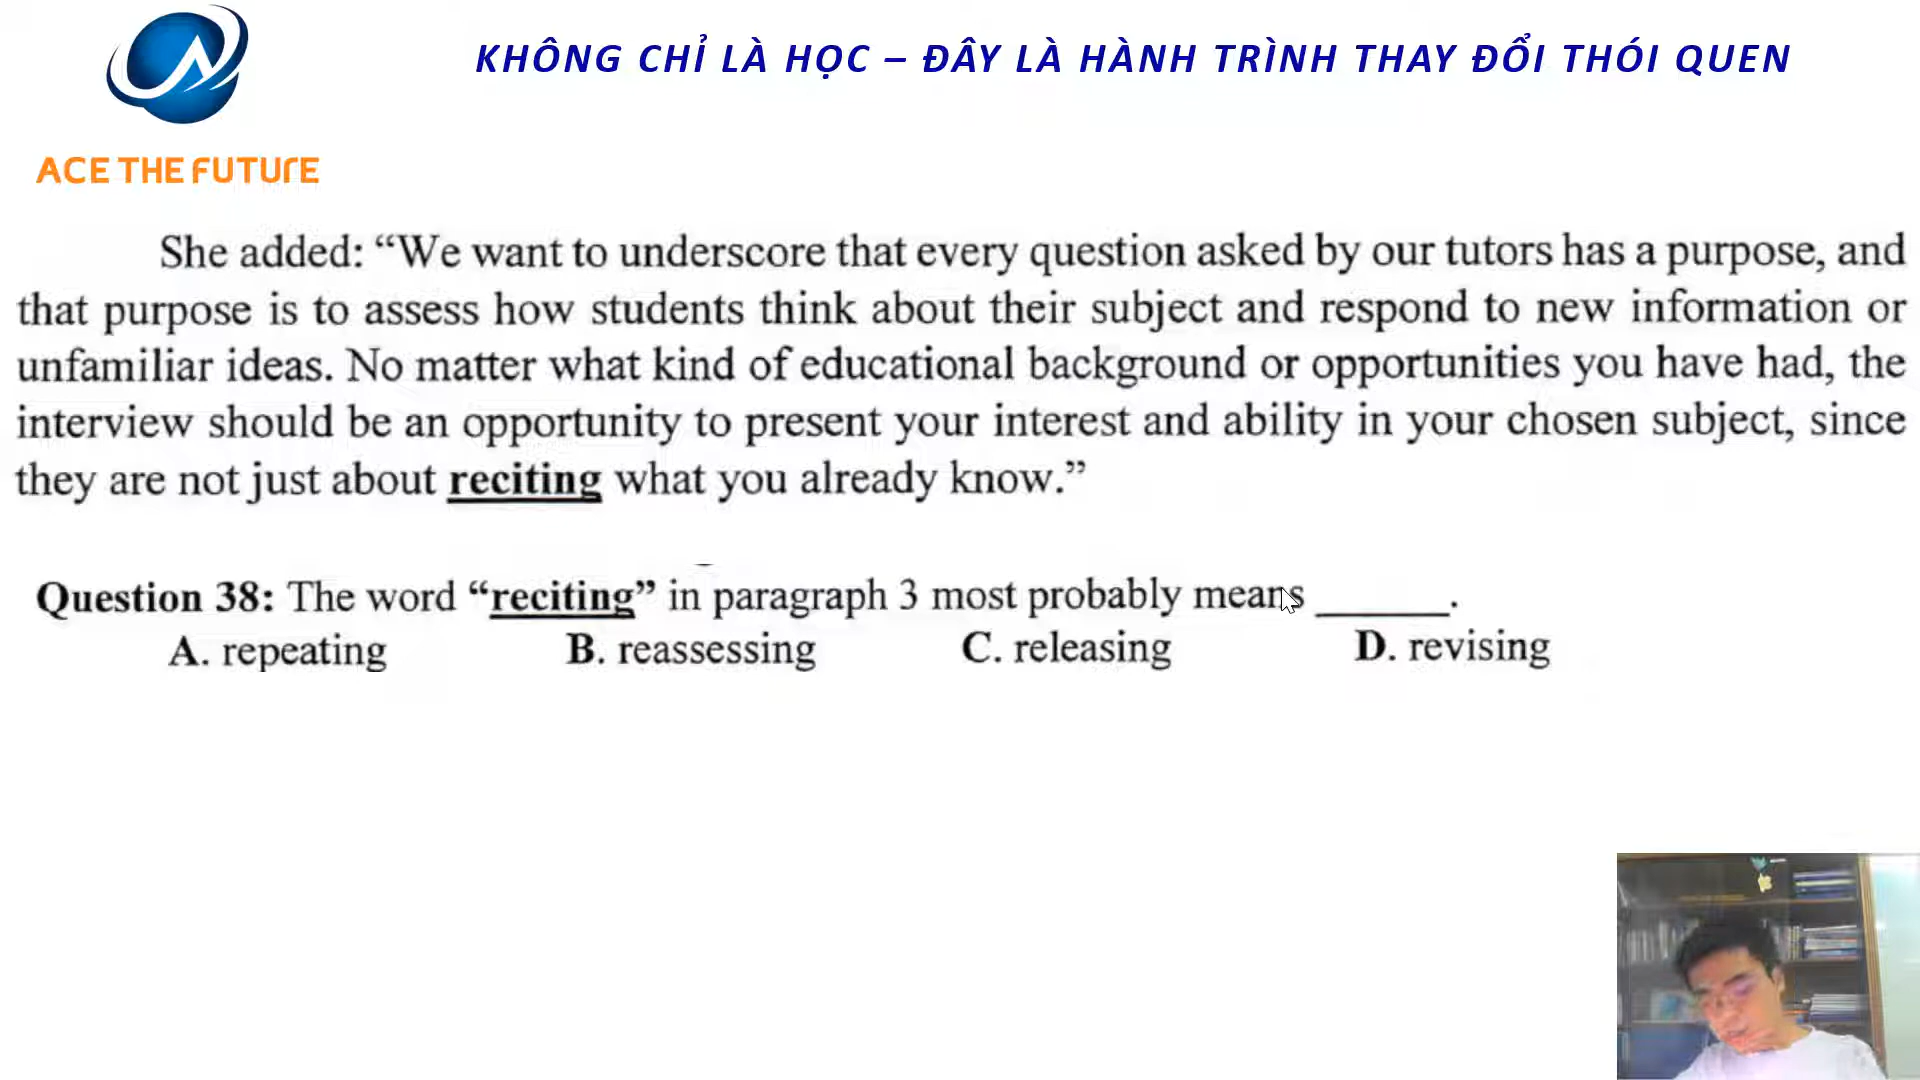 KHÔNG CHỈ LÀ HỌC – ĐÂY LÀ HÀNH TRÌNH THAY ĐỔI THÓI QUEN
ACE THE FUTURE
She added: “We want to underscore that every question asked by our tutors has a purpose, and
that purpose is to assess how students think about their subject and respond to new information or
unfamiliar ideas. No matter what kind of educational background or opportunities you have had, the
interview should be an opportunity to present your interest and ability in your chosen subject, since
they are not just about reciting what you already know.”
Question 38: The word “reciting” in paragraph 3 most probably means ______.
A. repeating B. reassessing C. releasing D. revising